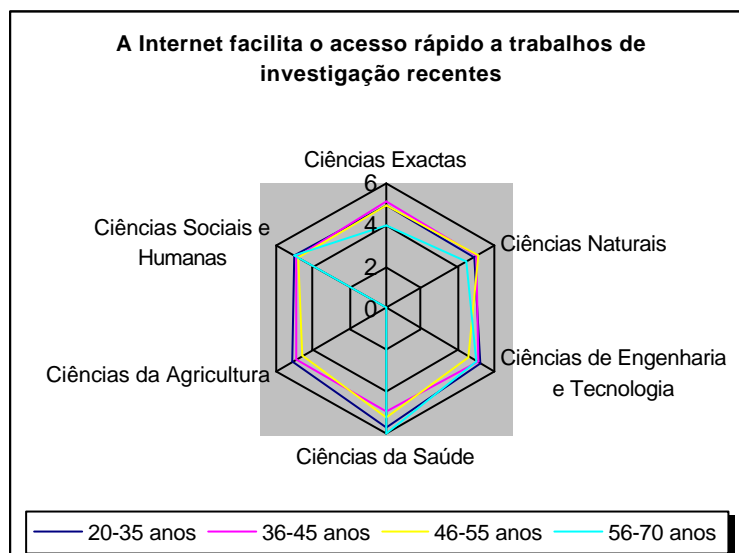 A Internet facilita o acesso rápido a trabalhos de
investigação recentes
Ciências Exactas
6
4
2
0
Ciências Naturais
Ciências de Engenharia
e Tecnologia
Ciências da Saúde
Ciências da Agricultura
Ciências Sociais e
Humanas
20-35 anos
36-45 anos
46-55 anos
56-70 anos